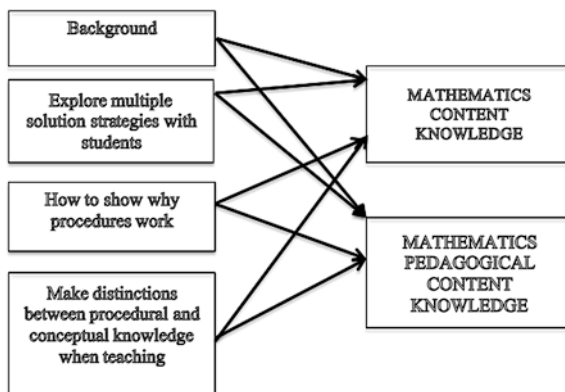 Background
Explore multiple
solution strategies with
students
How to show why
procedures work
Make distinctions
between procedural and
conceptual knowledge
when teaching
MATHEMATICS
CONTENT
KNOWLEDGE
MATHEMATICS
PEDAGOGICAL
CONTENT
KNOWLEDGE